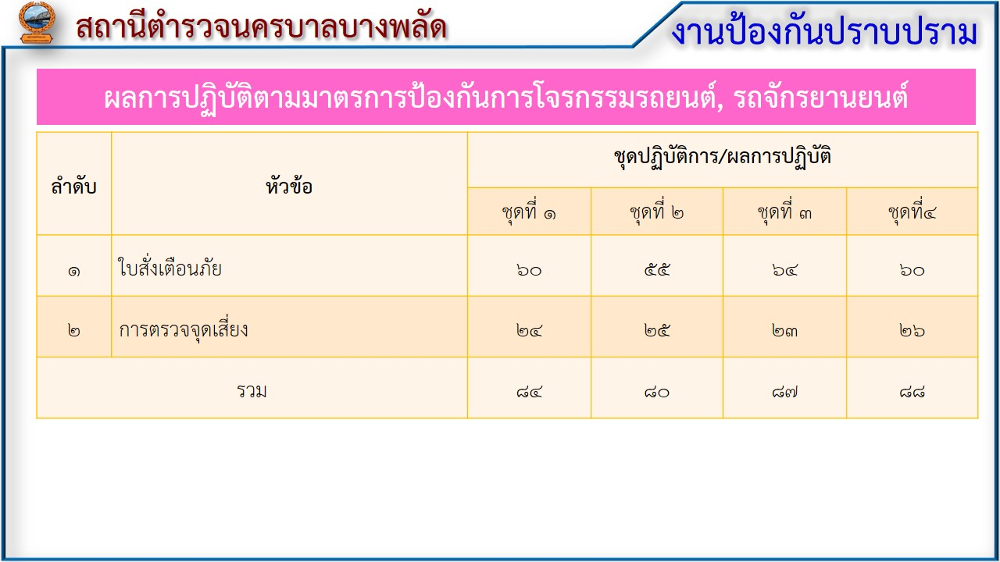 สถานีตำรวจนครบาลบางพลัด
งานป้องกันปราบปราม
ผลการปฏิบัติตามมาตรการป้องกันการโจรกรรมรถยนต์, รถจักรยานยนต์
ลำดับ หัวข้อ ชุดปฏิบัติการ/ผลการปฏิบัติ
ชุดที่ ๑ ชุดที่ ๒ ชุดที่ ๓ ชุดที่๔
๑ ใบสั่งเตือนภัย ๖๐ ๕๕ ๖๔ ๖๐
๒ การตรวจจุดเสี่ยง ๒๔ ๒๕ ๒๓ ๒๖
รวม ๘๔ ๘๐ ๘๗ ๘๘